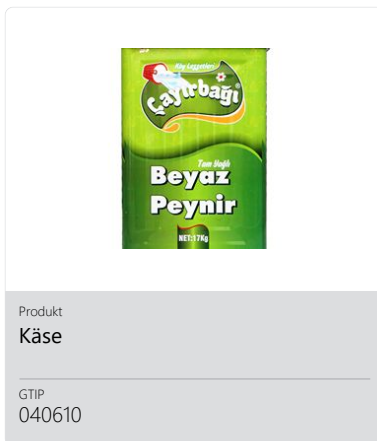 Köy Lezzetleri
Çayırbağı
Tam Yağlı
Beyaz
Peynir
NET:17Kg
Produkt
Käse
GTIP
040610